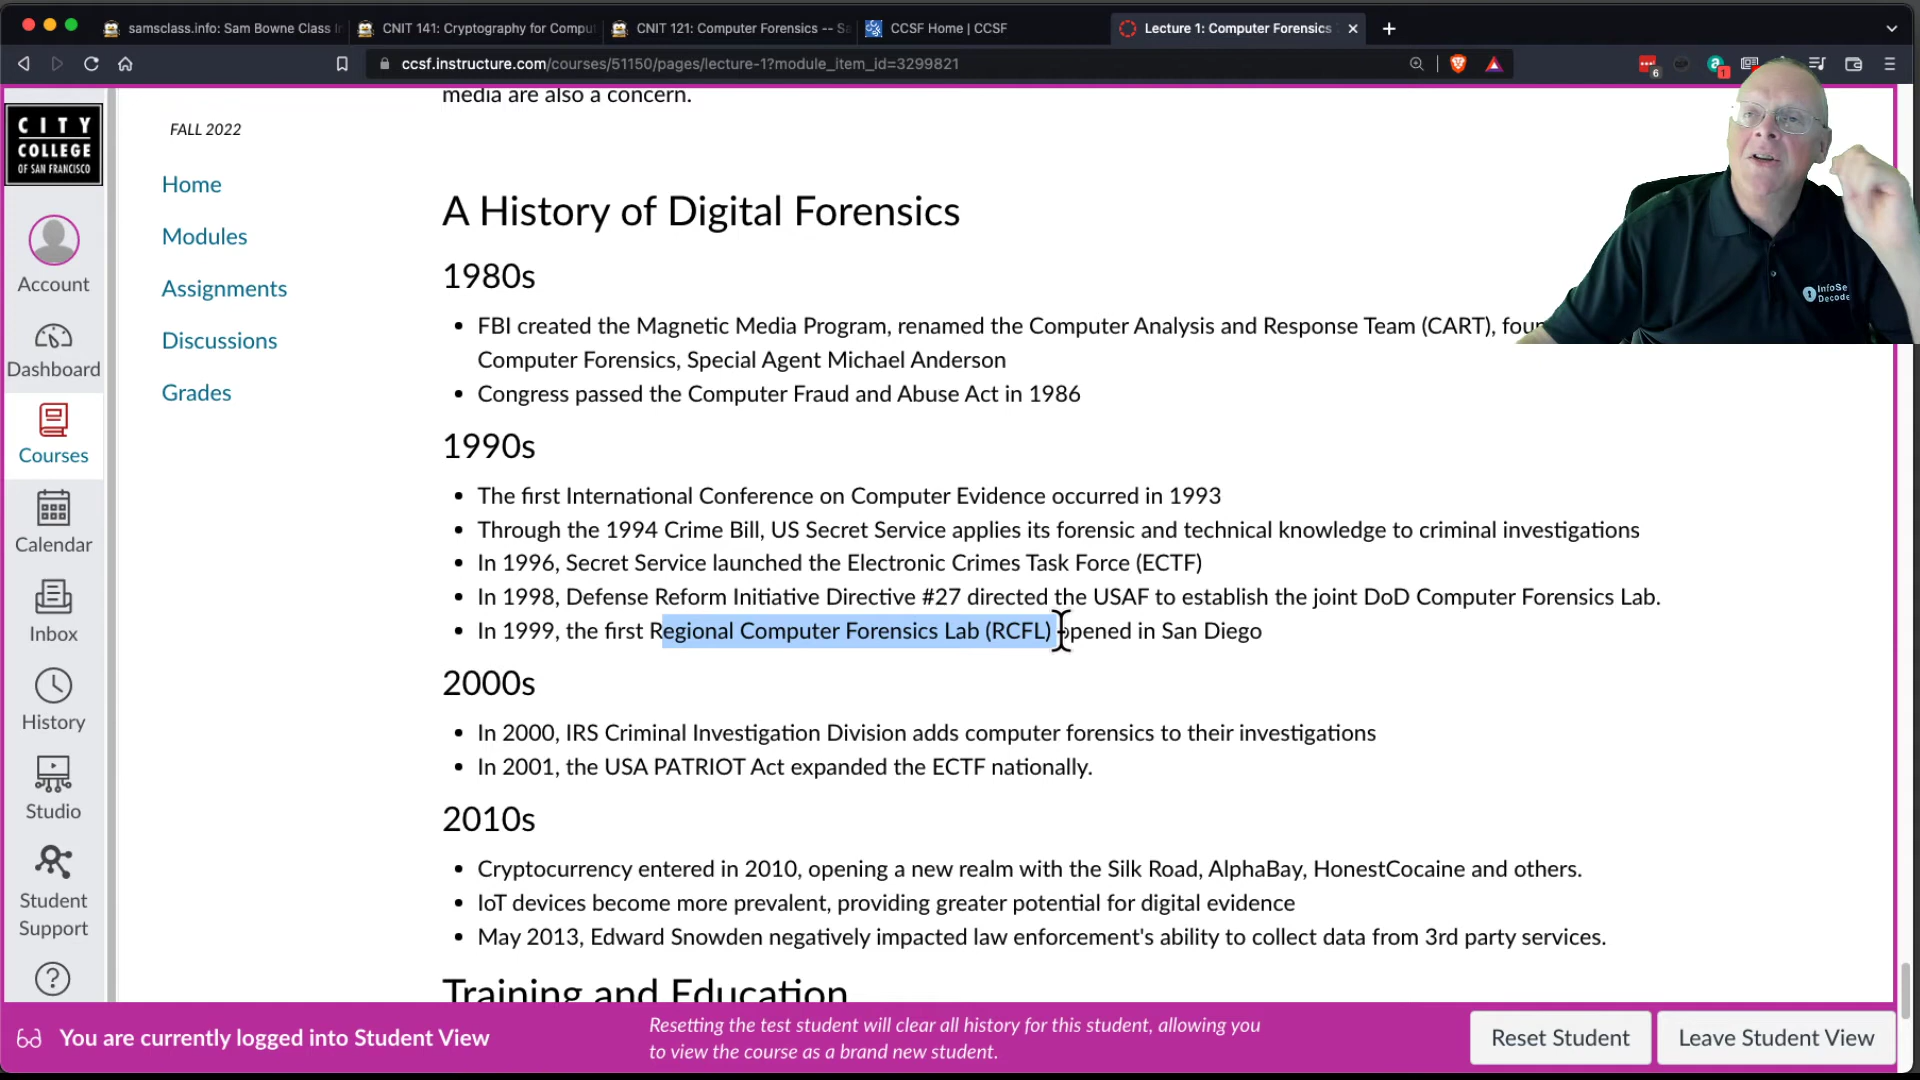 samsclass.info: Sam Bowne Class In
CNIT 141: Cryptography for Comput
CNIT 121: Computer Forensics -- Sa
CCSF Home | CCSF
Lecture 1: Computer Forensics
ccsf.instructure.com/courses/51150/pages/lecture-1?module_item_id=3299821
6
1
CITY
COLLEGE
OF SAN FRANCISCO
Account
Dashboard
Courses
Calendar
Inbox
History
Studio
Student
Support
FALL 2022
Home
Modules
Assignments
Discussions
Grades
media are also a concern.
A History of Digital Forensics
1980s
• FBI created the Magnetic Media Program, renamed the Computer Analysis and Response Team (CART),
Computer Forensics, Special Agent Michael Anderson
• Congress passed the Computer Fraud and Abuse Act in 1986
1990s
• The first International Conference on Computer Evidence occurred in 1993
• Through the 1994 Crime Bill, US Secret Service applies its forensic and technical knowledge to criminal investigations
• In 1996, Secret Service launched the Electronic Crimes Task Force (ECTF)
• In 1998, Defense Reform Initiative Directive #27 directed the USAF to establish the joint DoD Computer Forensics Lab.
• In 1999, the first Regional Computer Forensics Lab (RCFL) opened in San Diego
2000s
• In 2000, IRS Criminal Investigation Division adds computer forensics to their investigations
• In 2001, the USA PATRIOT Act expanded the ECTF nationally.
2010s
• Cryptocurrency entered in 2010, opening a new realm with the Silk Road, AlphaBay, HonestCocaine and others.
• IoT devices become more prevalent, providing greater potential for digital evidence
• May 2013, Edward Snowden negatively impacted law enforcement's ability to collect data from 3rd party services.
Training and Education
InfoSe
Decode
You are currently logged into Student View
Resetting the test student will clear all history for this student, allowing you
to view the course as a brand new student.
Reset Student
Leave Student View